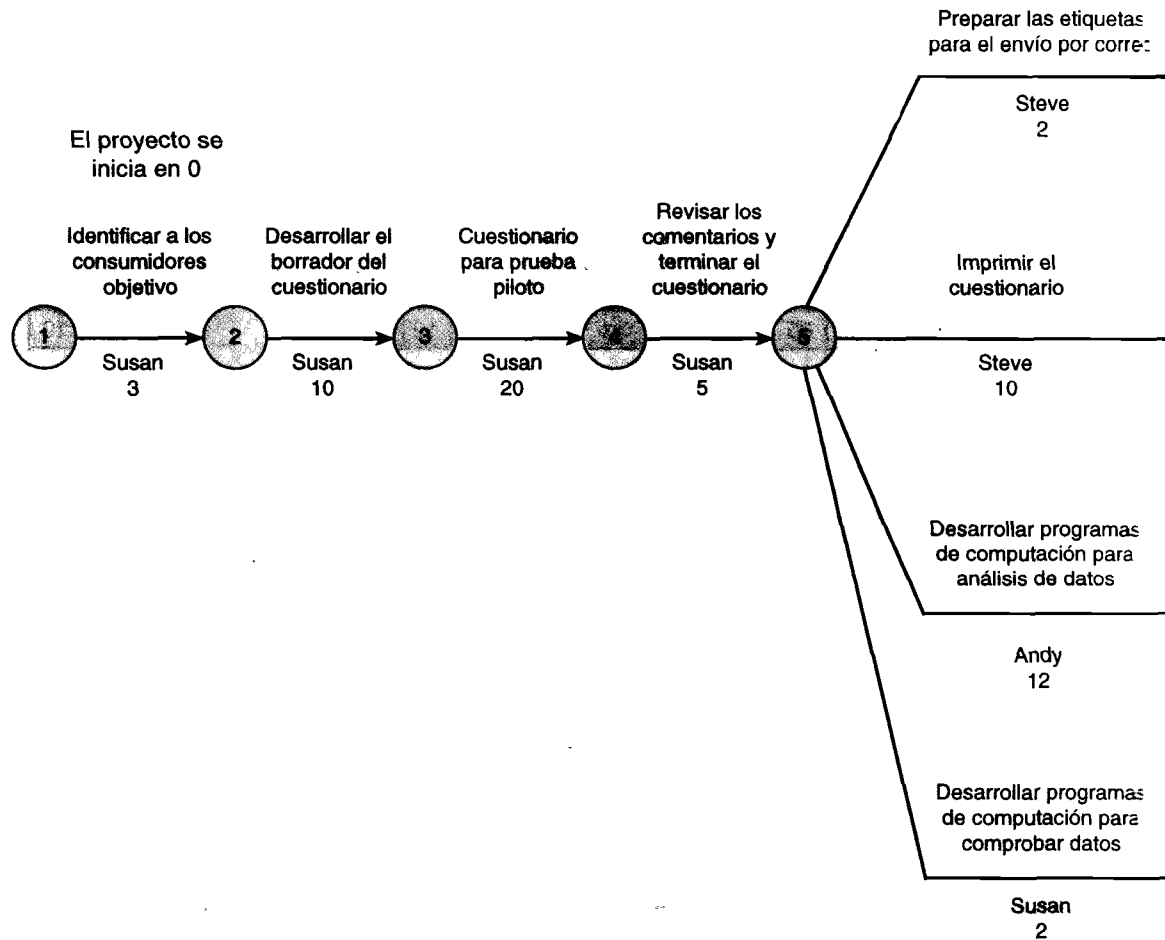 Preparar las etiquetas
para el envío por
Steve
2
El proyecto se
inicia en 0
Identificar a los
consumidores
objetivo
Desarrollar el
borrador del
cuestionario
Cuestionario
para prueba
piloto
Revisar los
comentarios y
terminar el
cuestionario
Imprimir el
cuestionario
1
2
3
4
5
Susan
3
Susan
10
Susan
20
Susan
5
Steve
10
Desarrollar programas
de computación para
análisis de datos
Andy
12
Desarrollar programas
de computación para
comprobar datos
Susan
2